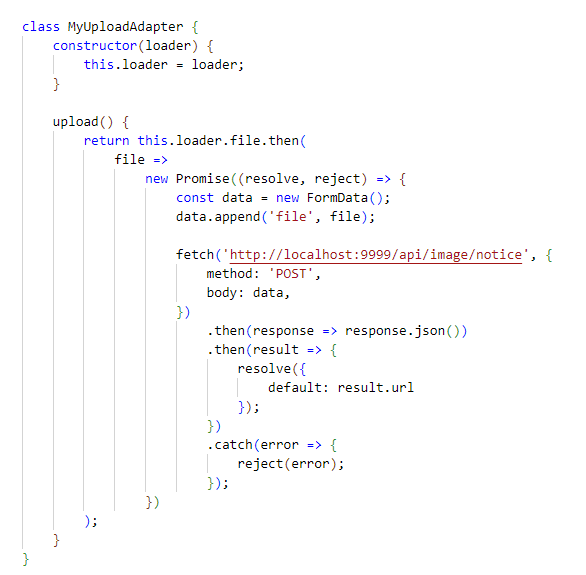 class MyUploadAdapter {
    constructor(loader) {
        this.loader = loader;
    }

    upload() {
        return this.loader.file.then(
            file =>
                new Promise((resolve, reject) => {
                    const data = new FormData();
                    data.append('file', file);

                    fetch('http://localhost:9999/api/image/notice', {
                        method: 'POST',
                        body: data,
                    })
                        .then(response => response.json())
                        .then(result => {
                            resolve({
                                default: result.url
                            });
                        })
                        .catch(error => {
                            reject(error);
                        });
                })
        );
    }
}